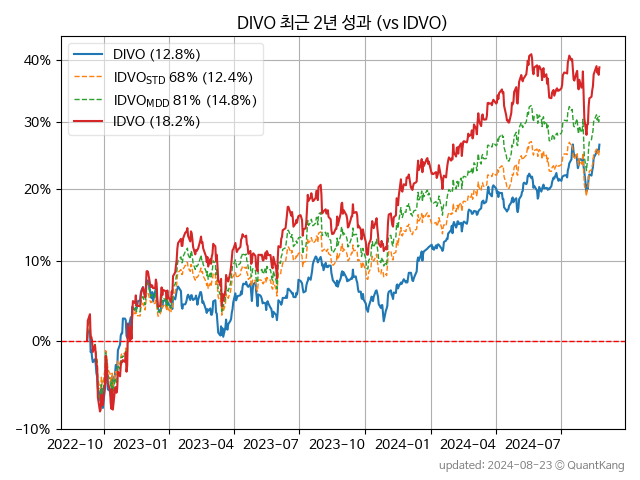 DIVO 최근 2년 성과 (vs IDVO)
DIVO (12.8%)
IDVO_STD 68% (12.4%)
IDVO_MDD 81% (14.8%)
IDVO (18.2%)
40%
30%
20%
10%
0%
−10%
2022-10 2023-01 2023-04 2023-07 2023-10 2024-01 2024-04 2024-07
updated: 2024-08-23 ⓒ QuantKang